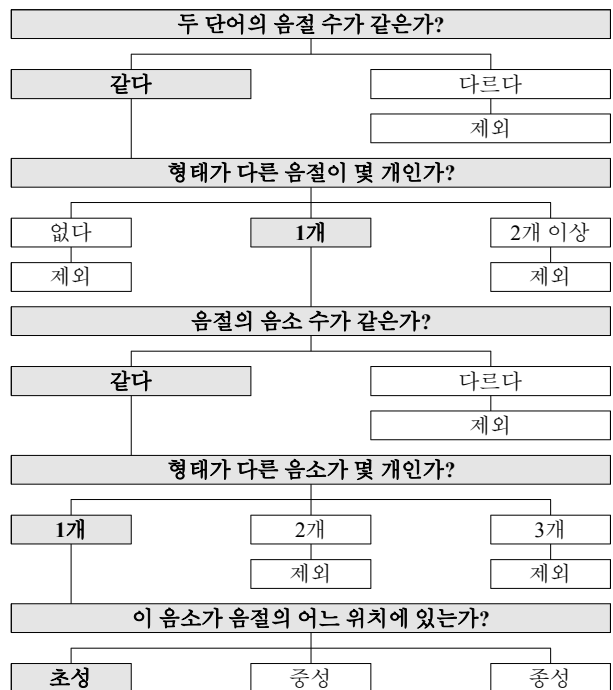 두 단어의 음절 수가 같은가?
같다 다르다
제외
형태가 다른 음절이 몇 개인가?
없다 1개 2개 이상
제외 제외
음절의 음소 수가 같은가?
같다 다르다
제외
형태가 다른 음소가 몇 개인가?
1개 2개 3개
제외 제외
이 음소가 음절의 어느 위치에 있는가?
초성 중성 종성